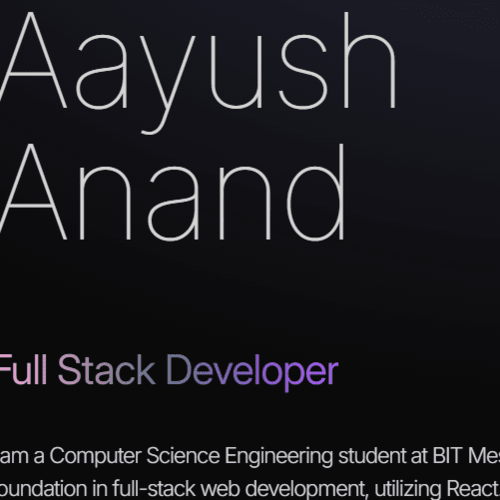 Aayush
Anand
Full Stack Developer
am a Computer Science Engineering student at BIT Mes
oundation in full-stack web development, utilizing React